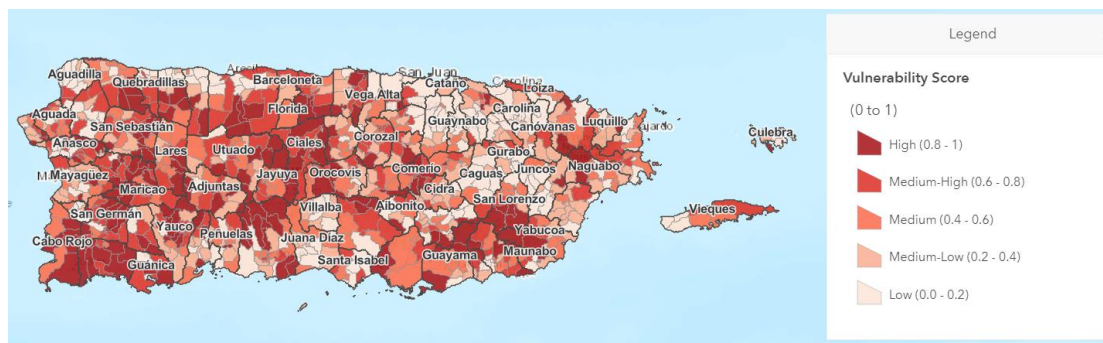 Legend
Vulnerability Score
(0 to 1)
High (0.8 - 1)
Medium-High (0.6 - 0.8)
Medium (0.4 - 0.6)
Medium-Low (0.2 - 0.4)
Low (0.0 - 0.2)
Aguadilla
Quebradillas
Barceloneta
San Juan
Cataño
Carolina
Loiza
Vega Alta
Florida
Carolina
Aguada
San Sebastián
Guaynabo
Canóvanas
Luquillo
Fajardo
Culebra
Añasco
Lares
Utuado
Ciales
Corozal
Gurabo
Mayagüez
Maricao
Adjuntas
Jayuya
Orocovis
Comerio
Caguas
Juncos
Naguabo
Cidra
San Lorenzo
San Germán
Villalba
Aibonito
Vieques
Cabo Rojo
Yauco
Peñuelas
Juana Díaz
Yabucoa
Guánica
Santa Isabel
Guayama
Maunabo